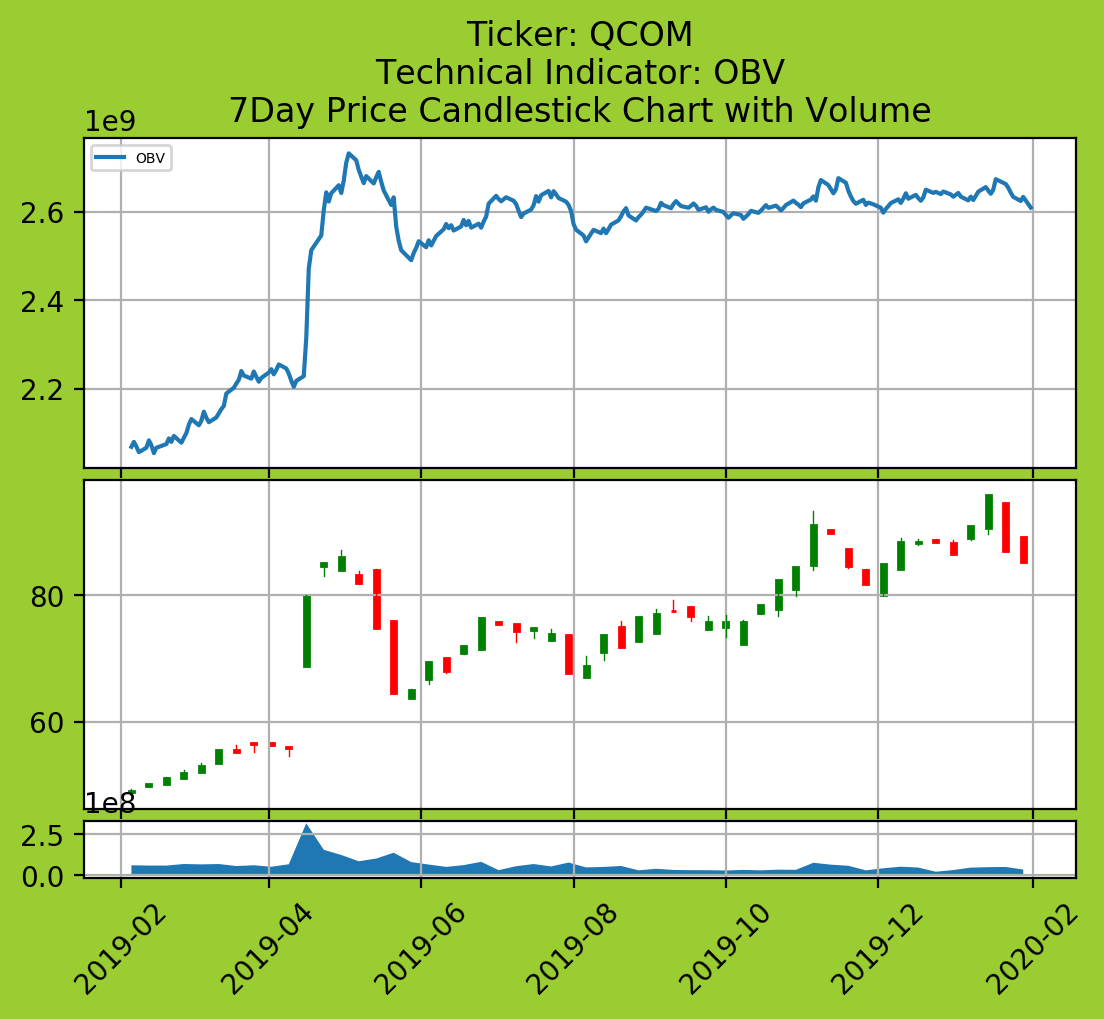 Ticker: QCOM
Technical Indicator: OBV
7Day Price Candlestick Chart with Volume
1e9
OBV
2.6
2.4
2.2
80
60
1e8
2.5
0.0
2019-02
2019-04
2019-06
2019-08
2019-10
2019-12
2020-02